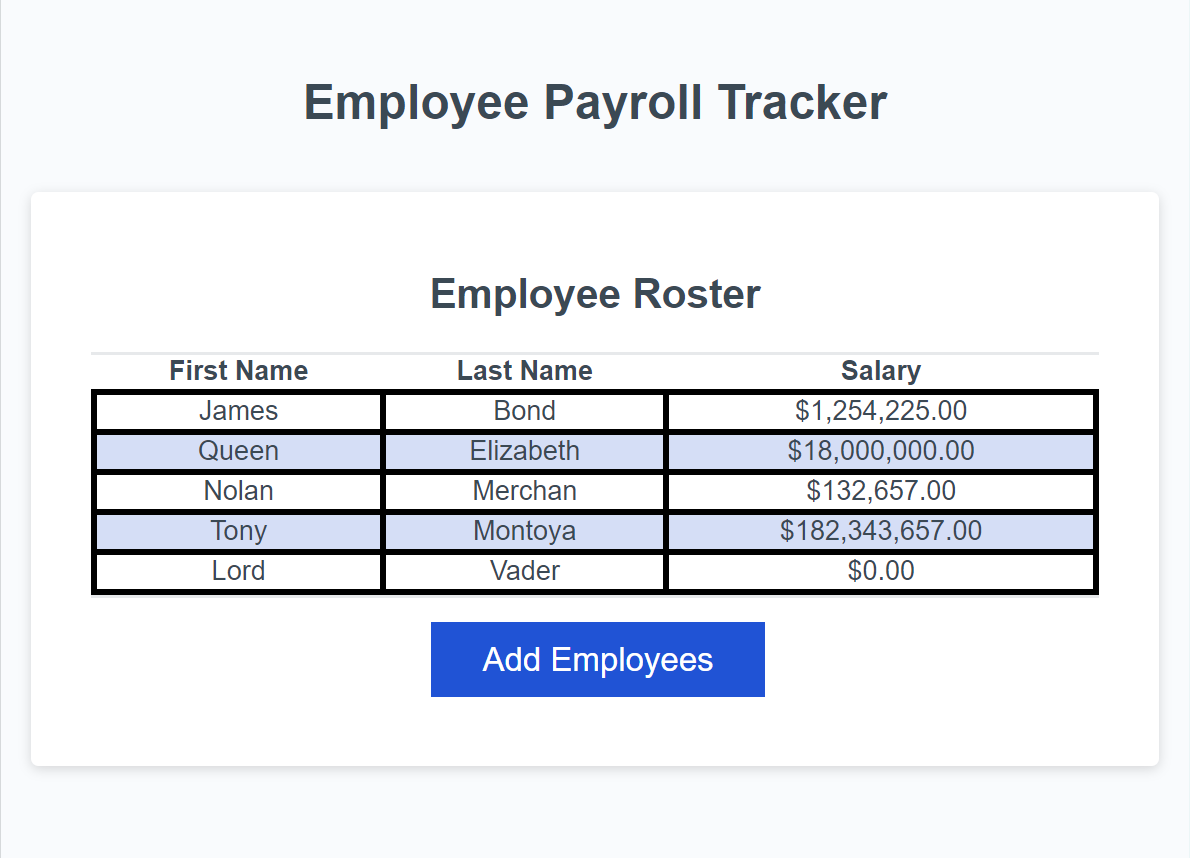 Employee Payroll Tracker
Employee Roster
First Name Last Name Salary
James Bond $1,254,225.00
Queen Elizabeth $18,000,000.00
Nolan Merchan $132,657.00
Tony Montoya $182,343,657.00
Lord Vader $0.00
Add Employees